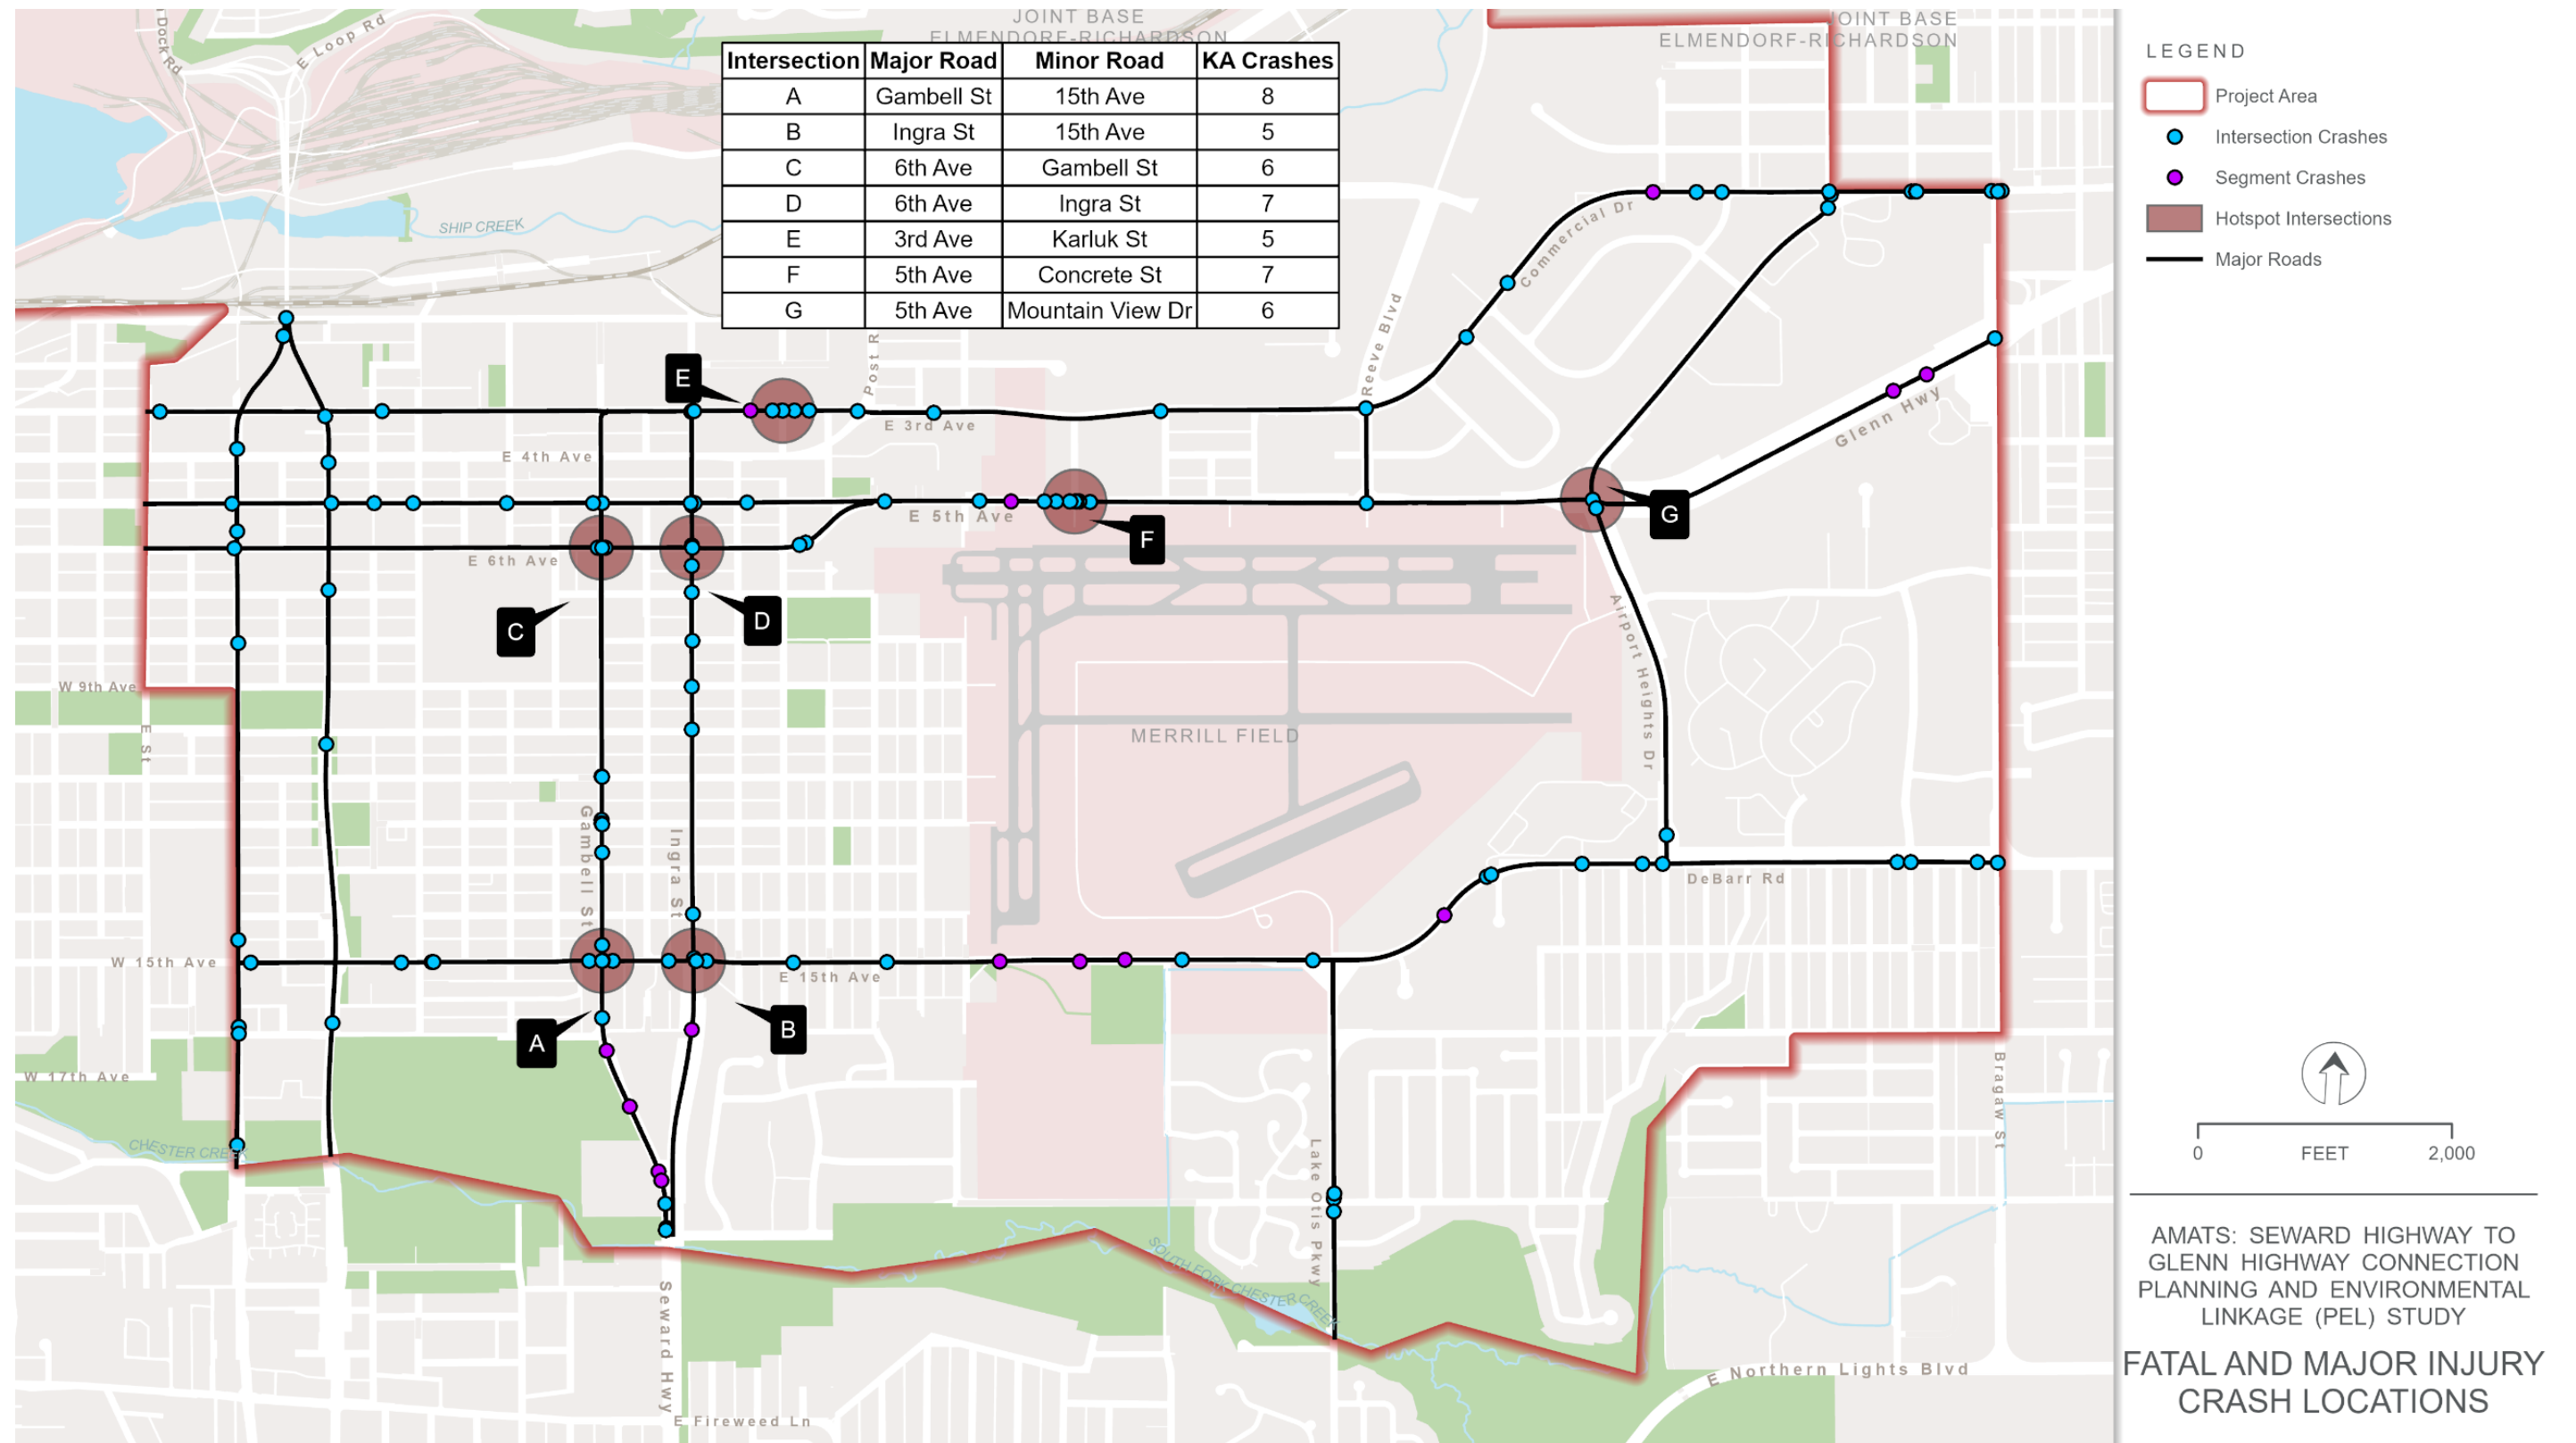 JOINT BASE
ELMENDORF-RICHARDSON
JOINT BASE
ELMENDORF-RICHARDSON
Dock Rd
E Loop Rd
Intersection Major Road Minor Road KA Crashes
A Gambell St 15th Ave 8
B Ingra St 15th Ave 5
C 6th Ave Gambell St 6
D 6th Ave Ingra St 7
E 3rd Ave Karluk St 5
F 5th Ave Concrete St 7
G 5th Ave Mountain View Dr 6
LEGEND
Project Area
Intersection Crashes
Segment Crashes
Hotspot Intersections
Major Roads
SHIP CREEK
Commercial Dr
Reeve Blvd
Post R
E
E 3rd Ave
Glenn Hwy
E 4th Ave
E 5th Ave
G
F
E 6th Ave
C
D
Airport Heights Dr
W 9th Ave
E St
MERRILL FIELD
Gambell St
Ingra St
DeBarr Rd
W 15th Ave
E 15th Ave
A
B
W 17th Ave
Bragaw St
CHESTER CREE
Lake Otis Pkwy
SOUTH FORK CHESTER CREEK
Seward Hwy
E Northern Lights Blvd
E Fireweed Ln
0 FEET 2,000
AMATS: SEWARD HIGHWAY TO
GLENN HIGHWAY CONNECTION
PLANNING AND ENVIRONMENTAL
LINKAGE (PEL) STUDY
FATAL AND MAJOR INJURY
CRASH LOCATIONS